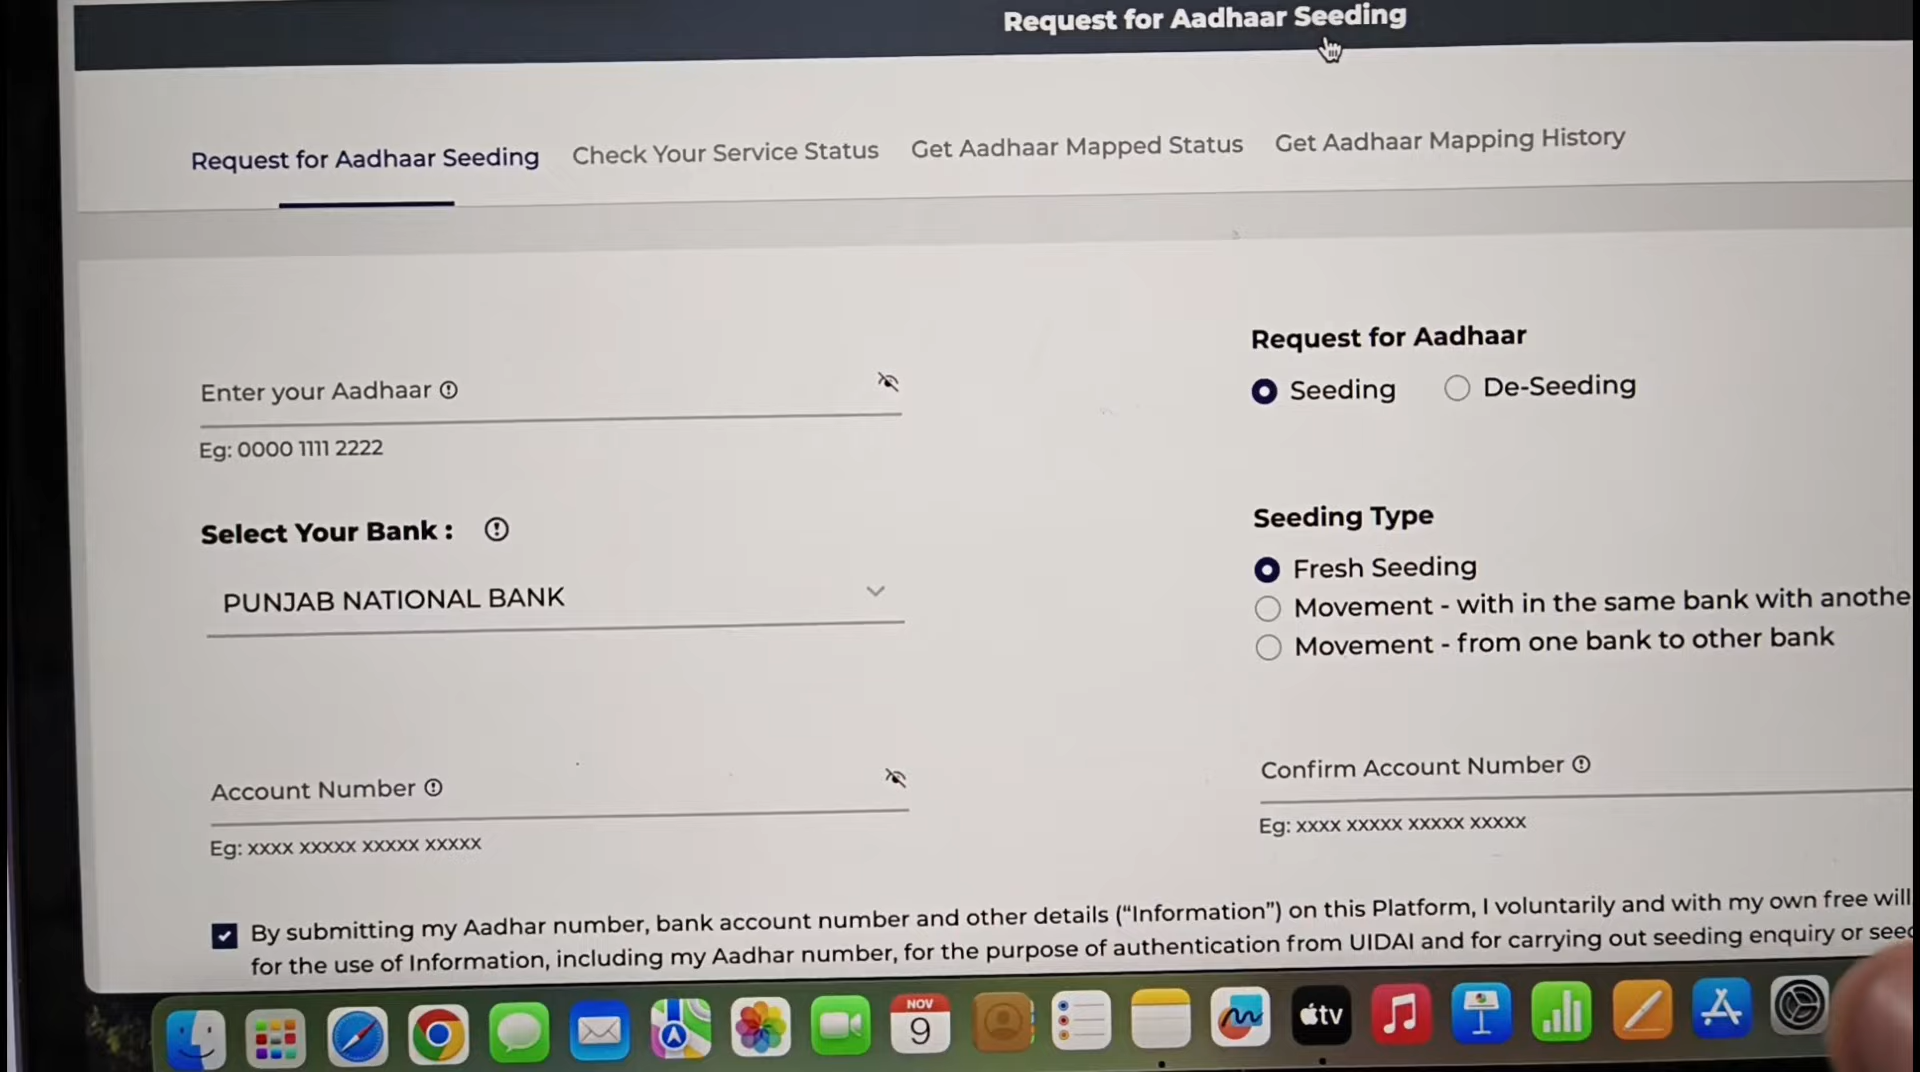 Request for Aadhaar Seeding
Request for Aadhaar Seeding Check Your Service Status Get Aadhaar Mapped Status Get Aadhaar Mapping History
Enter your Aadhaar
Eg: 0000 1111 2222
Request for Aadhaar
Seeding De-Seeding
Select Your Bank :
PUNJAB NATIONAL BANK
Seeding Type
Fresh Seeding
Movement - with in the same bank with anothe
Movement - from one bank to other bank
Account Number
Eg: xxxx xxxxx xxxxx xxxxx
Confirm Account Number
Eg: xxxx xxxxx xxxxx xxxxx
By submitting my Aadhar number, bank account number and other details (“Information”) on this Platform, I voluntarily and with my own free will
for the use of Information, including my Aadhar number, for the purpose of authentication from UIDAI and for carrying out seeding enquiry or seed
NOV
9
tv